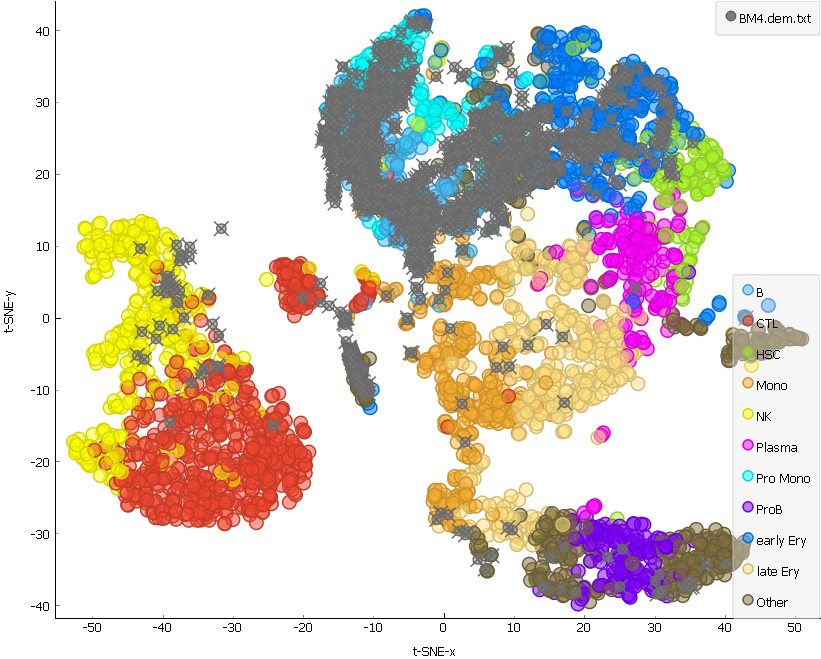 BM4.dem.txt
40
30
20
10
0
-10
-20
-30
-40
t-SNE-y
B
CTL
HSC
Mono
NK
Plasma
Pro Mono
ProB
early Ery
late Ery
Other
-50 -40 -30 -20 -10 0 10 20 30 40 50
t-SNE-x